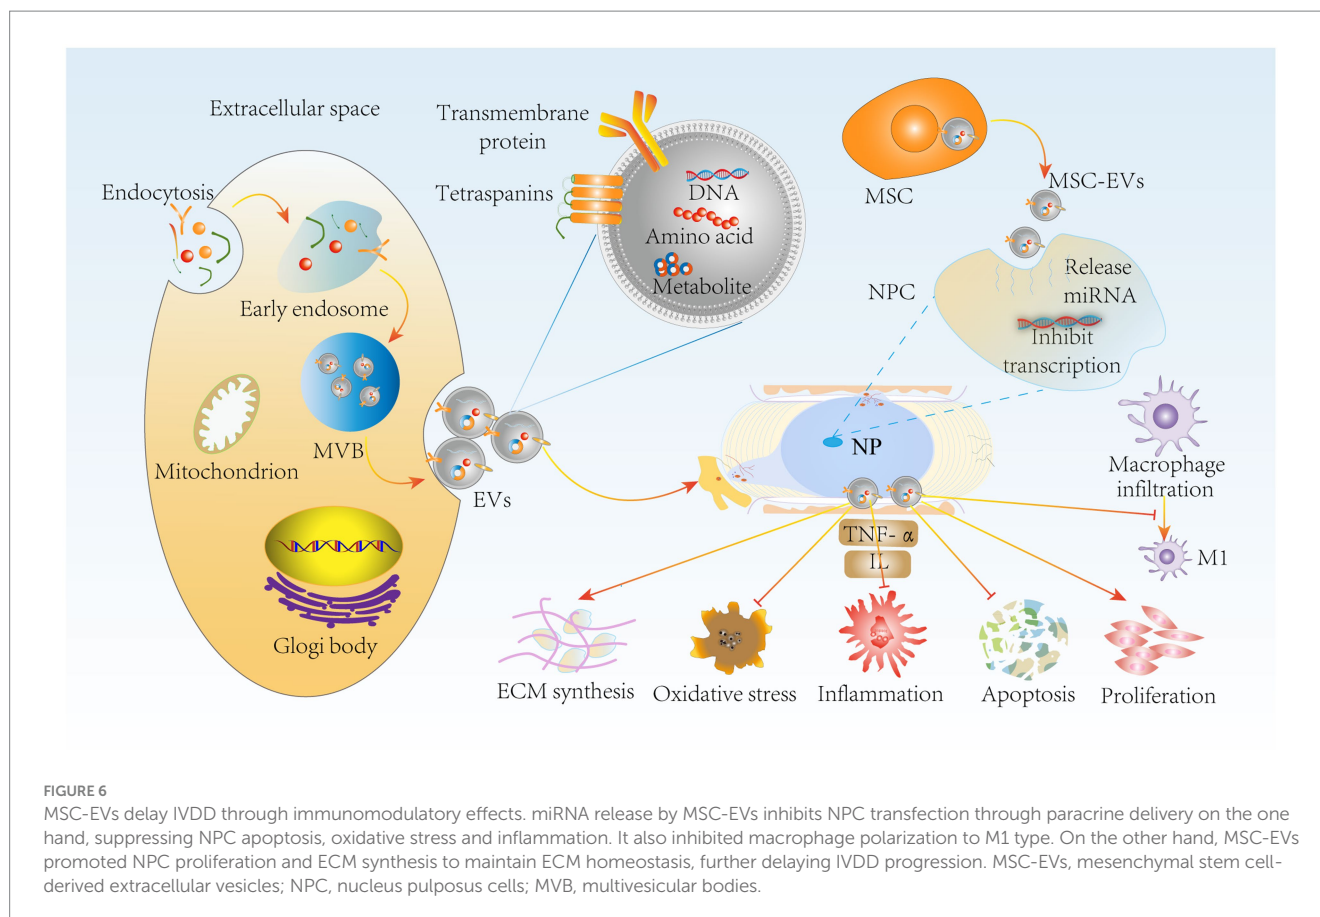 Extracellular space
Endocytosis
Early endosome
MVB
Mitochondrion
Glogi body
EVs
Transmembrane
protein
Tetraspanins
DNA
Amino acid
Metabolite
MSC
MSC-EVs
NPC
Release
miRNA
Inhibit
transcription
NP
Macrophage
infiltration
M1
TNF- α
IL
ECM synthesis
Oxidative stress
Inflammation
Apoptosis
Proliferation
FIGURE 6
MSC-EVs delay IVDD through immunomodulatory effects. miRNA release by MSC-EVs inhibits NPC transfection through paracrine delivery on the one
hand, suppressing NPC apoptosis, oxidative stress and inflammation. It also inhibited macrophage polarization to M1 type. On the other hand, MSC-EVs
promoted NPC proliferation and ECM synthesis to maintain ECM homeostasis, further delaying IVDD progression. MSC-EVs, mesenchymal stem cell-
derived extracellular vesicles; NPC, nucleus pulposus cells; MVB, multivesicular bodies.